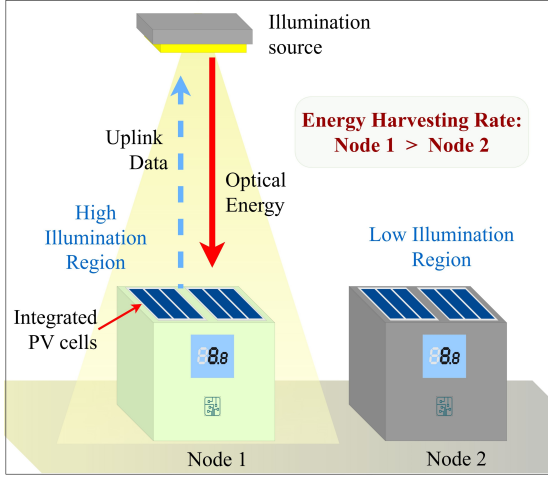 Illumination
source
Energy Harvesting Rate:
Node 1 > Node 2
Uplink
Data
Optical
Energy
High
Illumination
Region
Low Illumination
Region
Integrated
PV cells
8.8
8.8
Node 1
Node 2